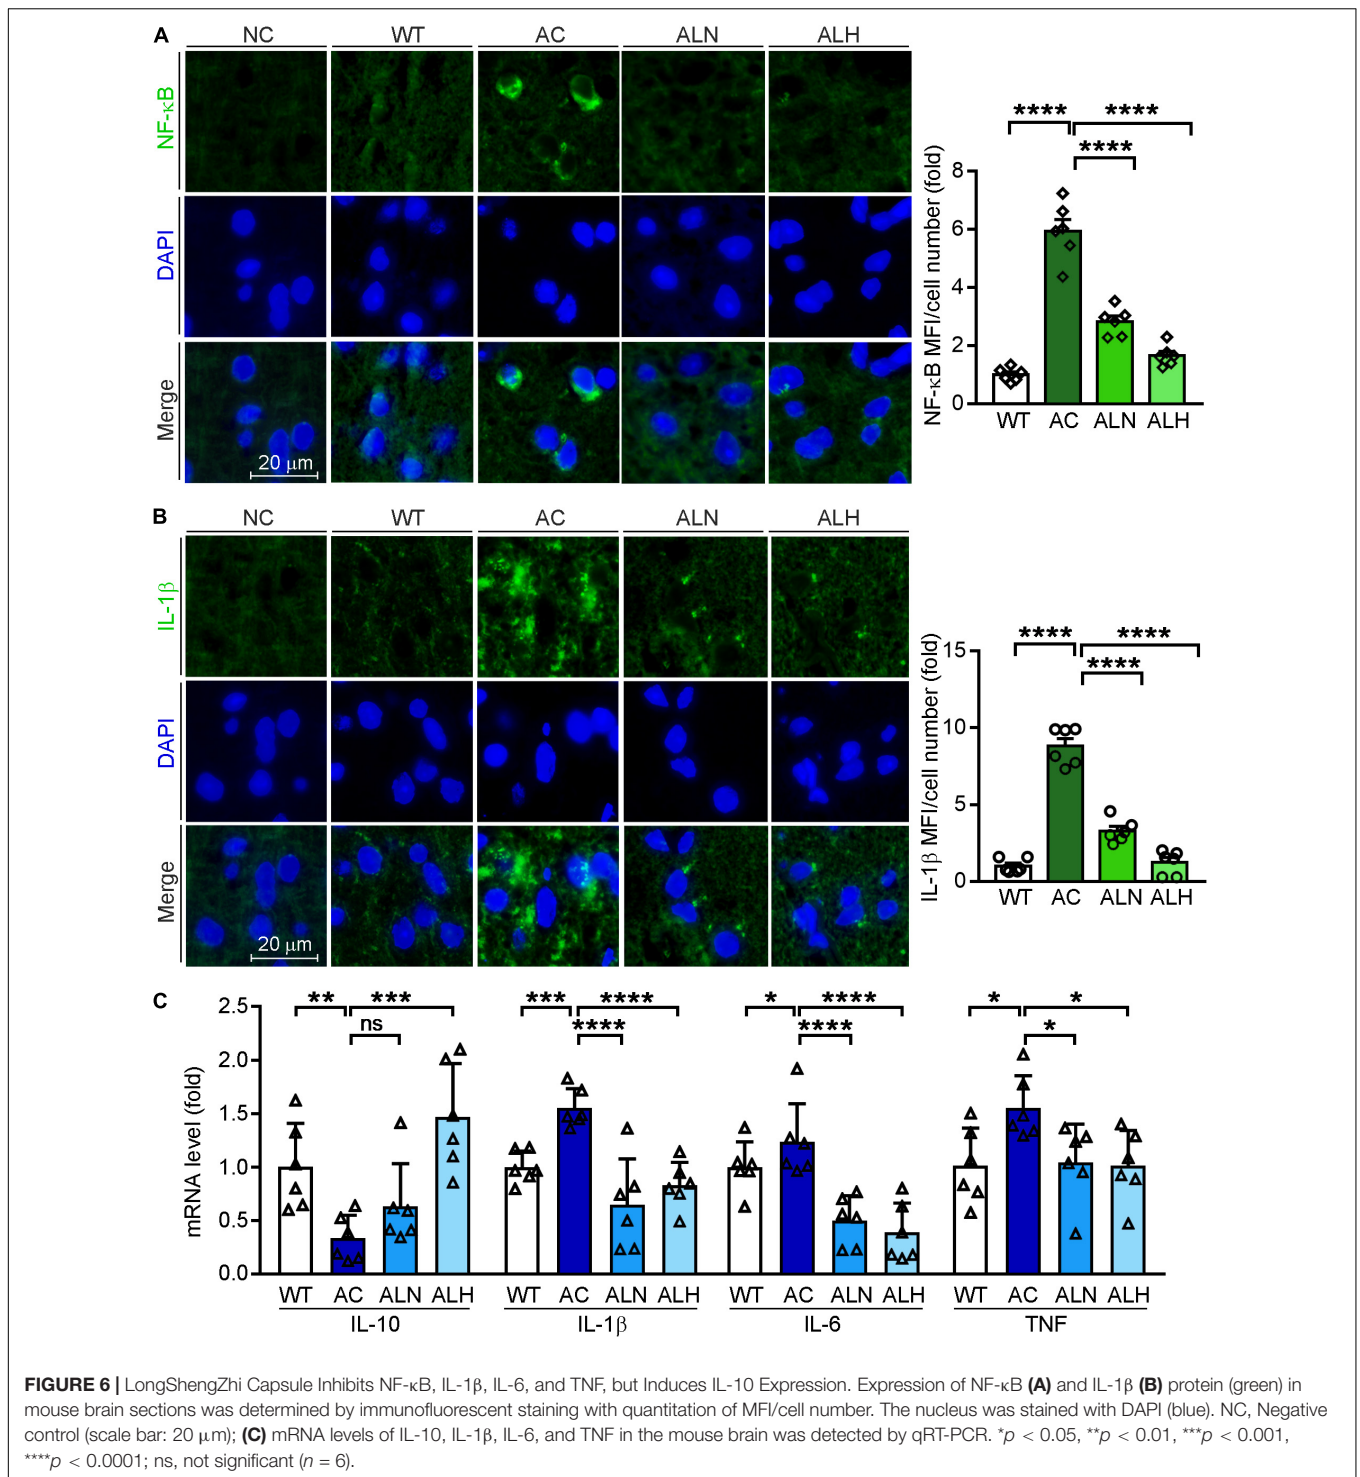 A
NC WT AC ALN ALH
NF-κB
DAPI
Merge
20 μm
**** ****
****
NF-κB MFI/cell number (fold)
8
6
4
2
0
WT AC ALN ALH
B
NC WT AC ALN ALH
IL-1β
DAPI
Merge
20 μm
**** ****
****
IL-1β MFI/cell number (fold)
15
10
5
0
WT AC ALN ALH
C
mRNA level (fold)
2.5
2.0
1.5
1.0
0.5
0.0
** *** *** **** * **** * *
ns **** **** *
WT AC ALN ALH WT AC ALN ALH WT AC ALN ALH WT AC ALN ALH
IL-10 IL-1β IL-6 TNF
FIGURE 6 | LongShengZhi Capsule Inhibits NF-κB, IL-1β, IL-6, and TNF, but Induces IL-10 Expression. Expression of NF-κB (A) and IL-1β (B) protein (green) in
mouse brain sections was determined by immunofluorescent staining with quantitation of MFI/cell number. The nucleus was stained with DAPI (blue). NC, Negative
control (scale bar: 20 μm); (C) mRNA levels of IL-10, IL-1β, IL-6, and TNF in the mouse brain was detected by qRT-PCR. *p < 0.05, **p < 0.01, ***p < 0.001,
****p < 0.0001; ns, not significant (n = 6).